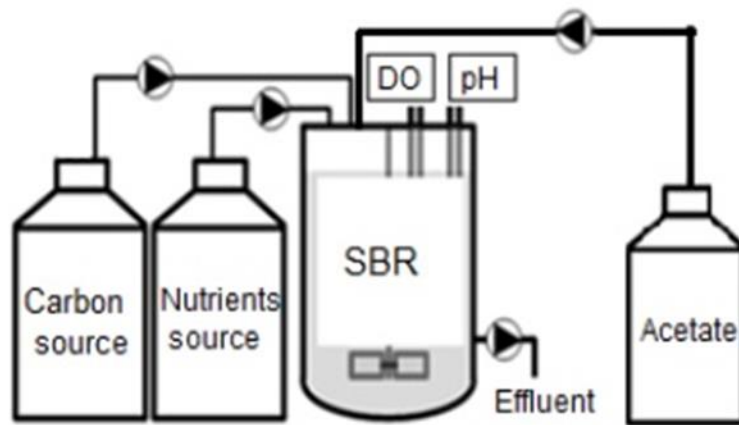 DO
pH
SBR
Carbon
source
Nutrients
source
Acetate
Effluent